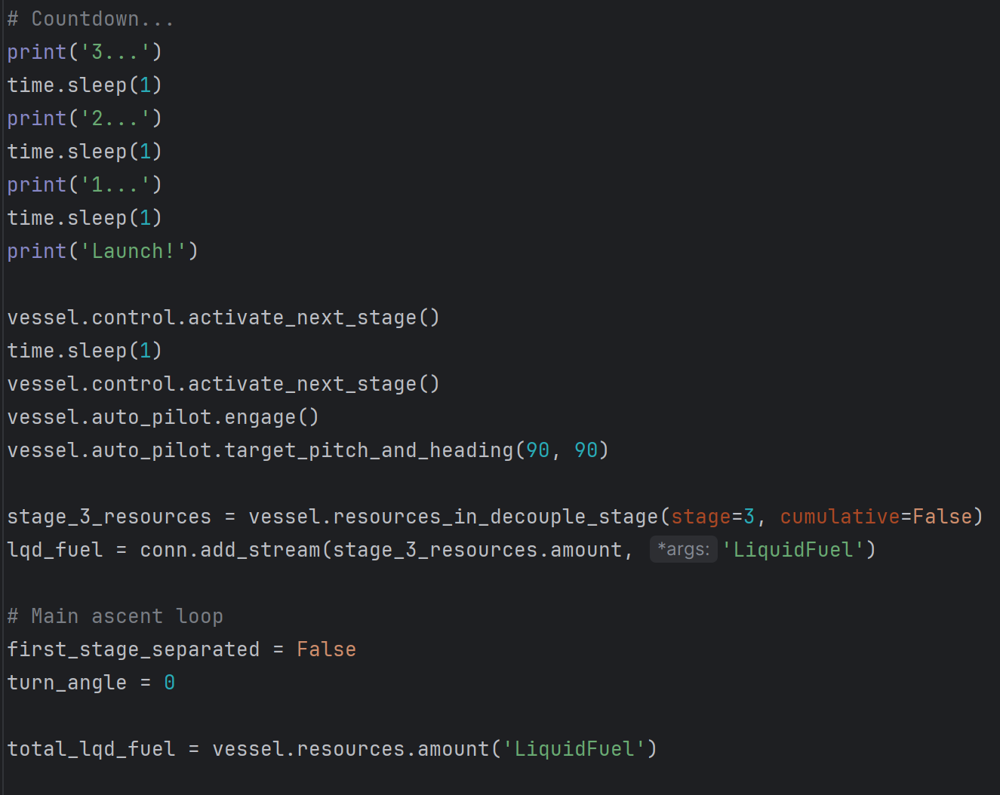 # Countdown...
print('3...')
time.sleep(1)
print('2...')
time.sleep(1)
print('1...')
time.sleep(1)
print('Launch!')
vessel.control.activate_next_stage()
time.sleep(1)
vessel.control.activate_next_stage()
vessel.auto_pilot.engage()
vessel.auto_pilot.target_pitch_and_heading(90, 90)
stage_3_resources = vessel.resources_in_decouple_stage(stage=3, cumulative=False)
lqd_fuel = conn.add_stream(stage_3_resources.amount, *args: 'LiquidFuel')
# Main ascent loop
first_stage_separated = False
turn_angle = 0
total_lqd_fuel = vessel.resources.amount('LiquidFuel')